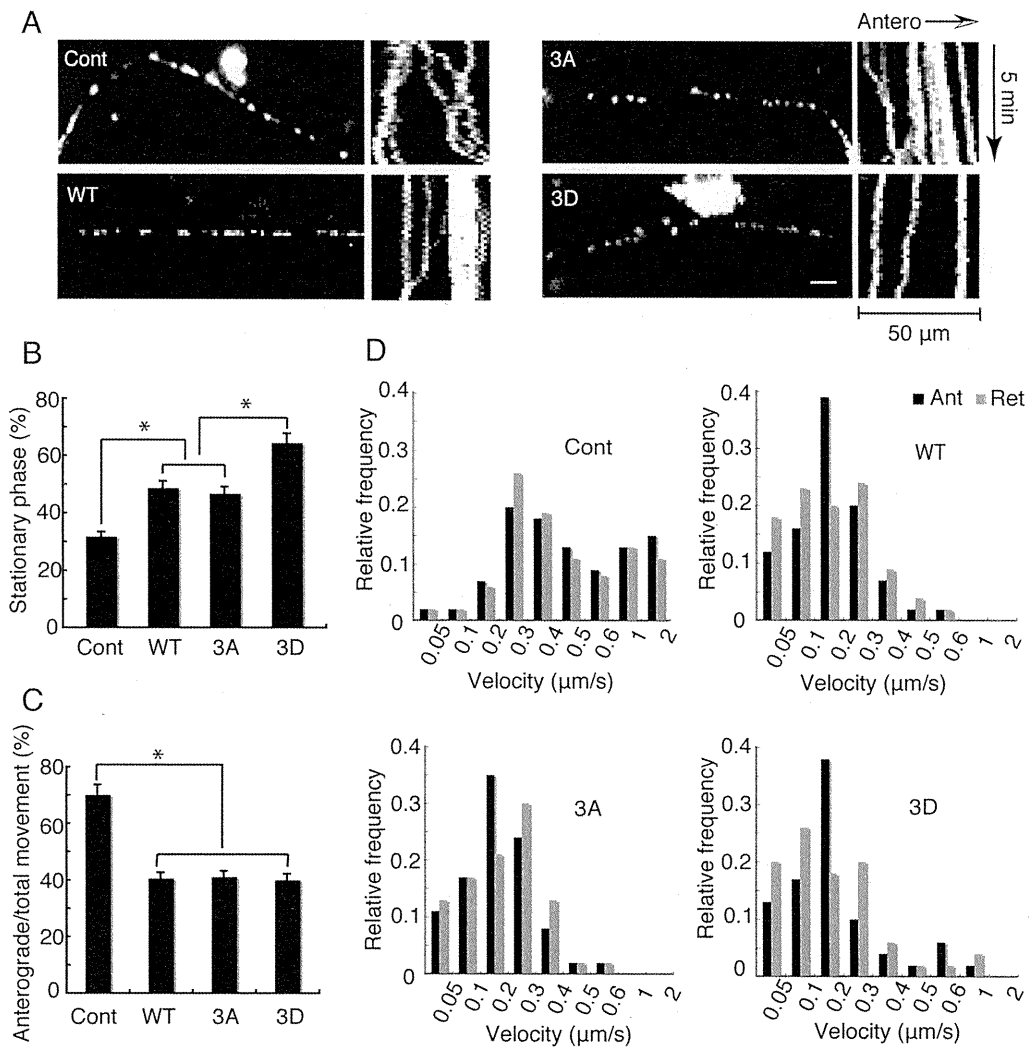 A
Cont
3A
Antero
5 min
WT
3D
50 µm
B
Stationary phase (%)
80
60
40
20
0
*
*
Cont WT 3A 3D
C
Anterograde/total movement (%)
80
60
40
20
0
*
Cont WT 3A 3D
D
Relative frequency
0.4
0.3
0.2
0.1
0
Cont
0.05 0.1 0.2 0.3 0.4 0.5 0.6 1 2
Velocity (µm/s)
Relative frequency
0.4
0.3
0.2
0.1
0
Ant Ret
WT
0.05 0.1 0.2 0.3 0.4 0.5 0.6 1 2
Velocity (µm/s)
Relative frequency
0.4
0.3
0.2
0.1
0
3A
0.05 0.1 0.2 0.3 0.4 0.5 0.6 1 2
Velocity (µm/s)
Relative frequency
0.4
0.3
0.2
0.1
0
3D
0.05 0.1 0.2 0.3 0.4 0.5 0.6 1 2
Velocity (µm/s)